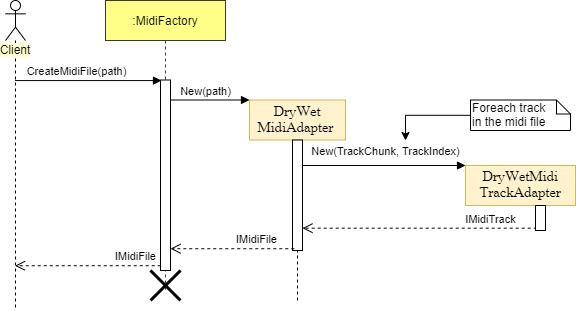 :MidiFactory
Client
CreateMidiFile(path)
New(path)
DryWet
MidiAdapter
Foreach track
in the midi file
New(TrackChunk, TrackIndex)
DryWetMidi
TrackAdapter
IMidiTrack
IMidiFile
IMidiFile